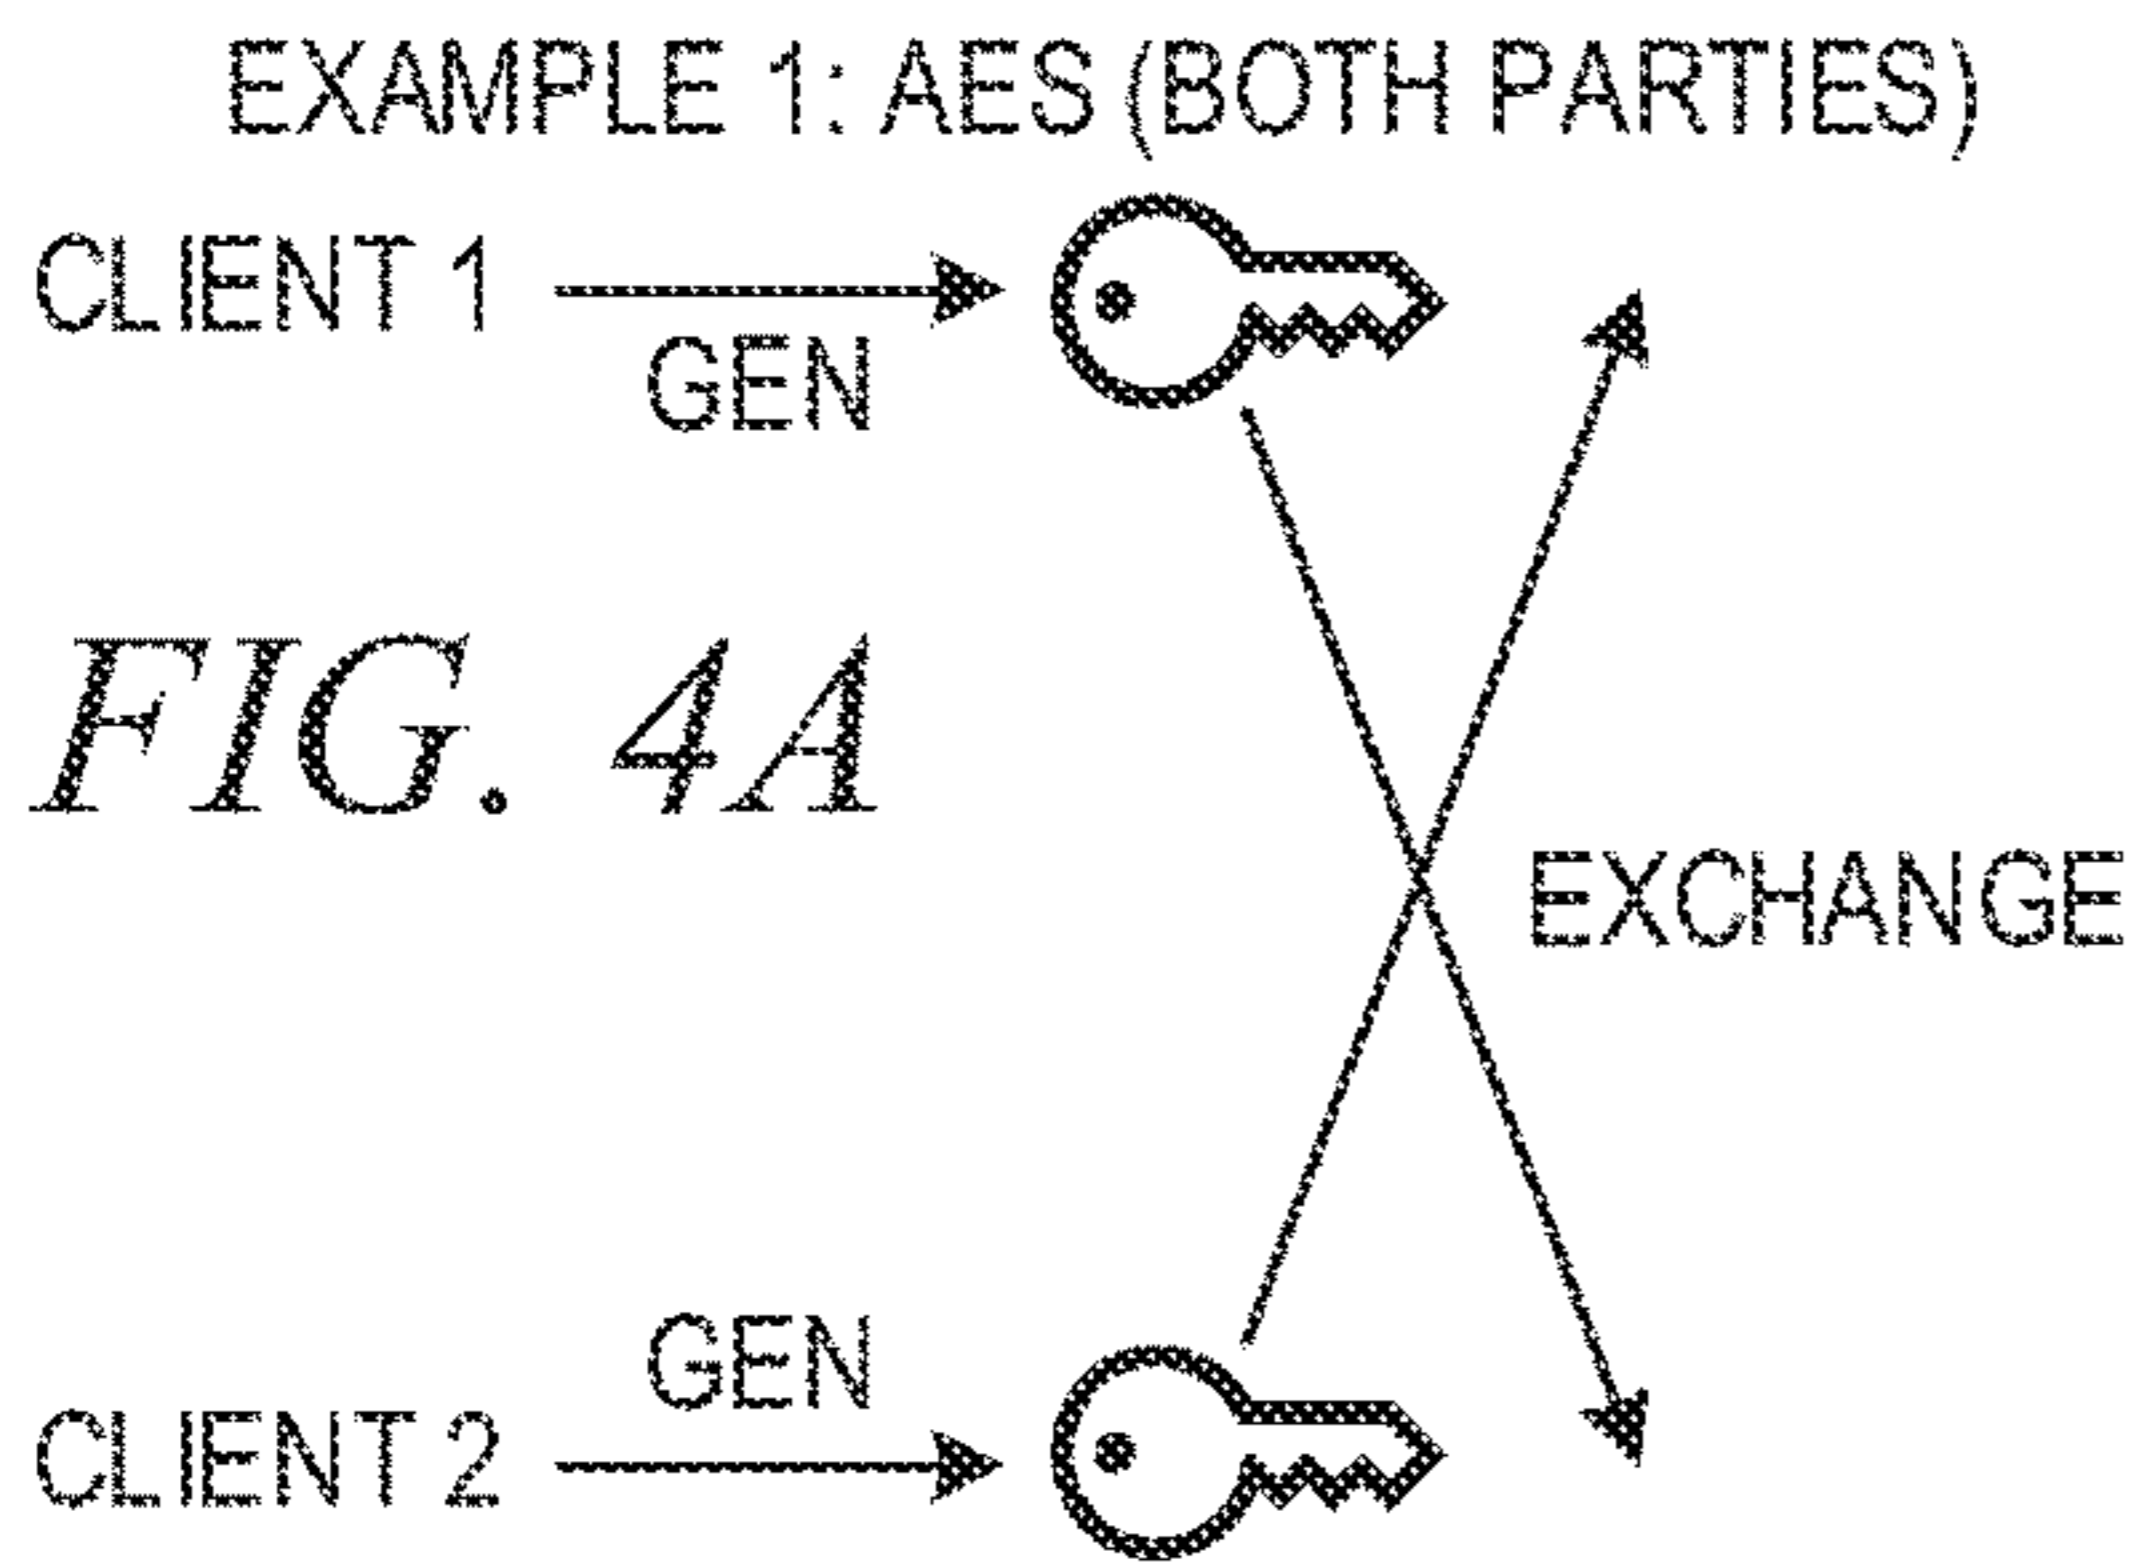 EXAMPLE 1: AES (BOTH PARTIES)
CLIENT 1
GEN
FIG. 4A
EXCHANGE
GEN
CLIENT 2